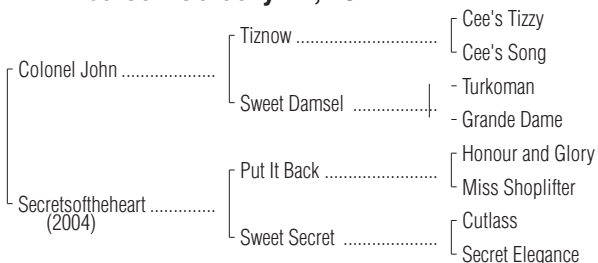 Cee's Tizzy
Tiznow ........................
Cee's Song
Colonel John ....................
Turkoman
Sweet Damsel ..................
Grande Dame
Honour and Glory
Put It Back ........................
Miss Shoplifter
Secretsoftheheart ..............
(2004)
Cutlass
Sweet Secret ....................
Secret Elegance